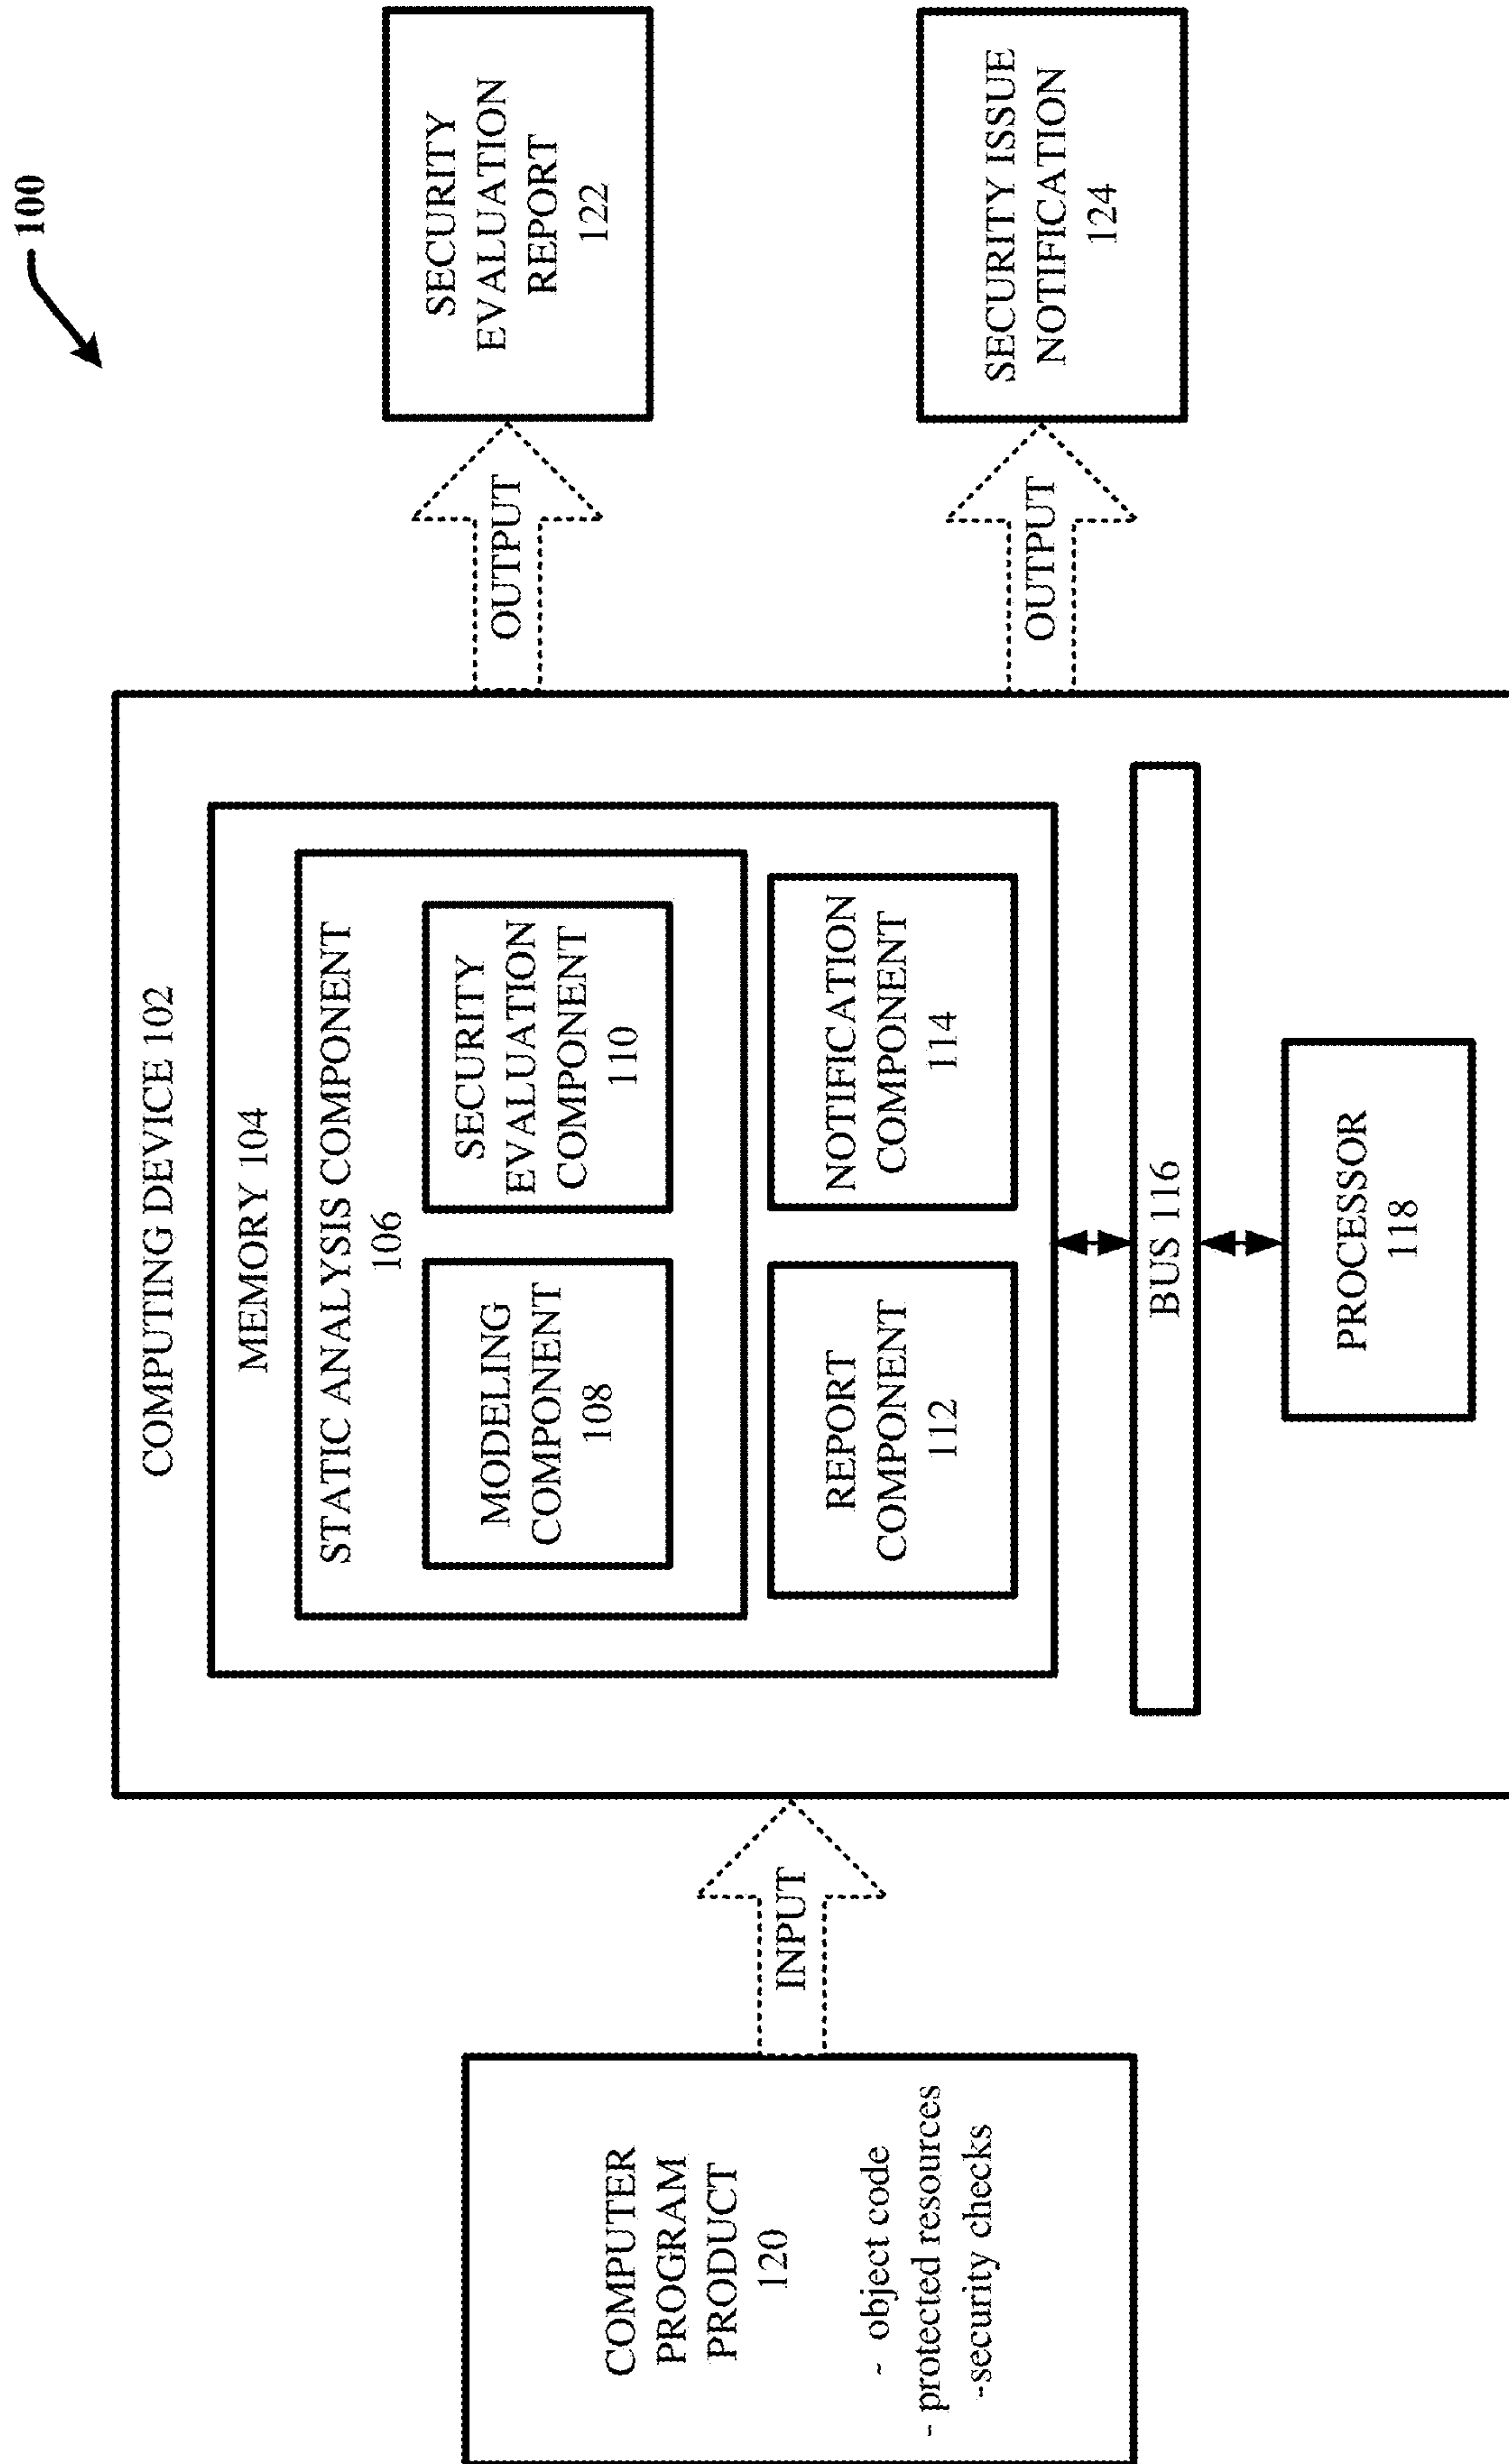 100
COMPUTING DEVICE 102
MEMORY 104
STATIC ANALYSIS COMPONENT
106
MODELING
COMPONENT
108
SECURITY
EVALUATION
COMPONENT
110
REPORT
COMPONENT
112
NOTIFICATION
COMPONENT
114
BUS 116
PROCESSOR
118
COMPUTER
PROGRAM
PRODUCT
120
- object code
- protected resources
-security checks
INPUT
OUTPUT
SECURITY
EVALUATION
REPORT
122
OUTPUT
SECURITY ISSUE
NOTIFICATION
124